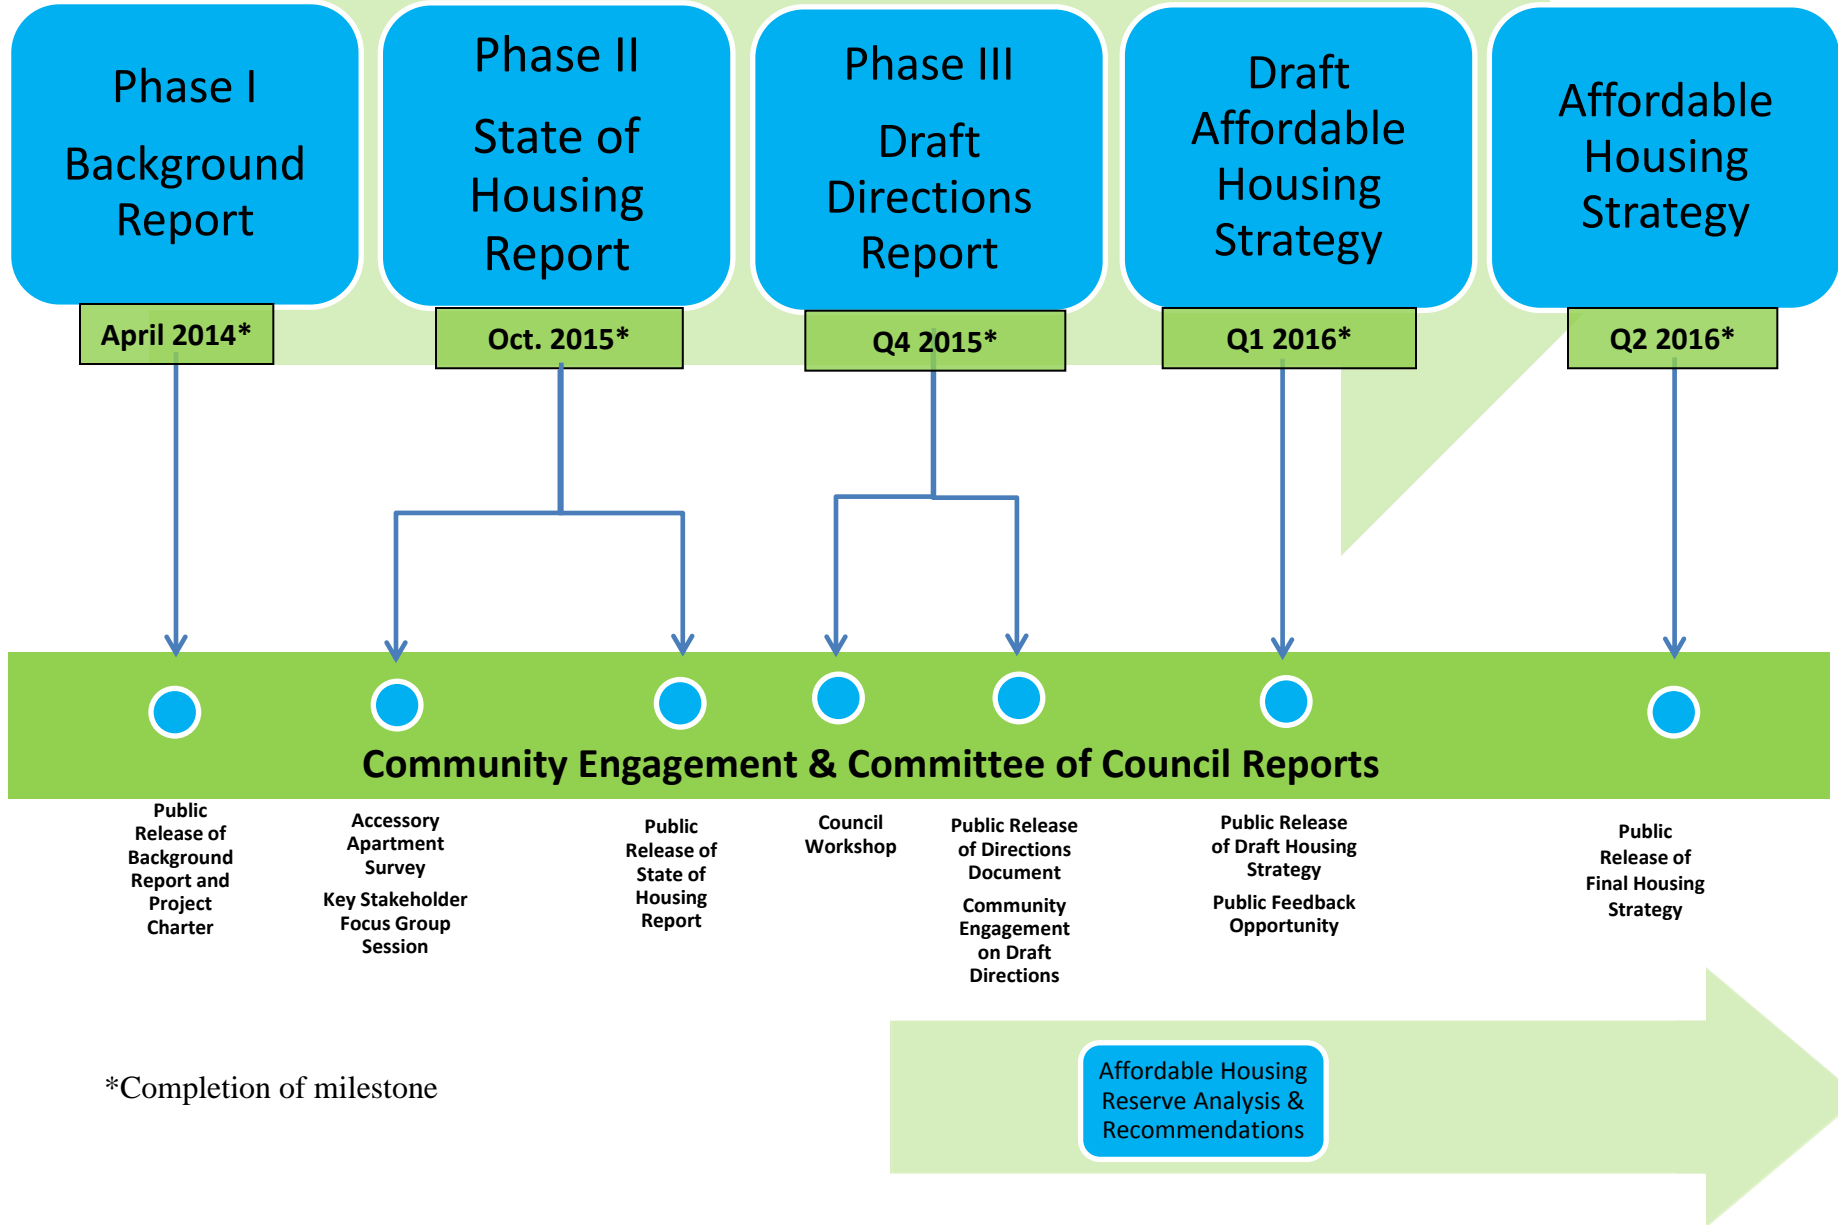 Phase I
Background
Report
Phase II
State of
Housing
Report
Phase III
Draft
Directions
Report
Draft
Affordable
Housing
Strategy
Affordable
Housing
Strategy
April 2014*
Oct. 2015*
Q4 2015*
Q1 2016*
Q2 2016*
Community Engagement & Committee of Council Reports
Public
Release of
Background
Report and
Project
Charter
Accessory
Apartment
Survey
Key Stakeholder
Focus Group
Session
Public
Release of
State of
Housing
Report
Council
Workshop
Public Release
of Directions
Document
Community
Engagement
on Draft
Directions
Public Release
of Draft Housing
Strategy
Public Feedback
Opportunity
Public
Release of
Final Housing
Strategy
*Completion of milestone
Affordable Housing
Reserve Analysis &
Recommendations